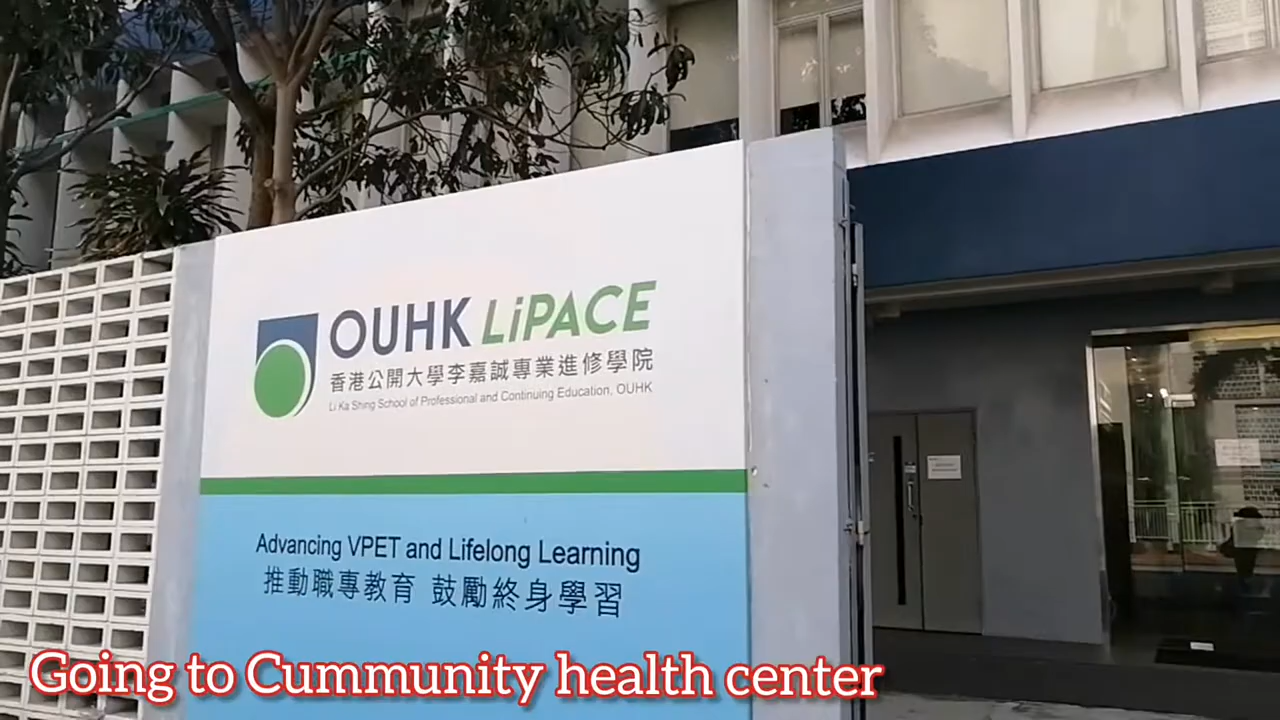 OUHK LiPACE
香港公開大學李嘉誠專業進修學院
Li Ka Shing School of Professional and Continuing Education, OUHK
Advancing VPET and Lifelong Learning
推動職專教育 鼓勵終身學習
Going to Cummunity health center